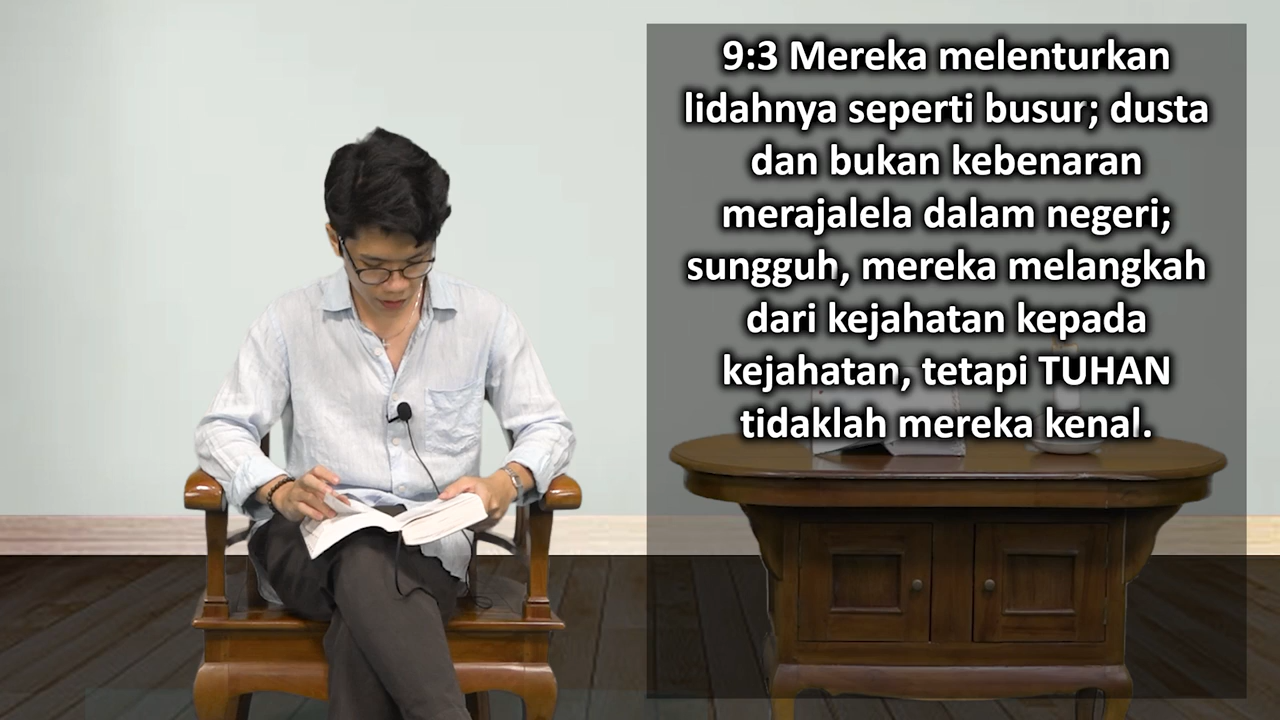 9:3 Mereka melenturkan
lidahnya seperti busur; dusta
dan bukan kebenaran
merajalela dalam negeri;
sungguh, mereka melangkah
dari kejahatan kepada
kejahatan, tetapi TUHAN
tidaklah mereka kenal.